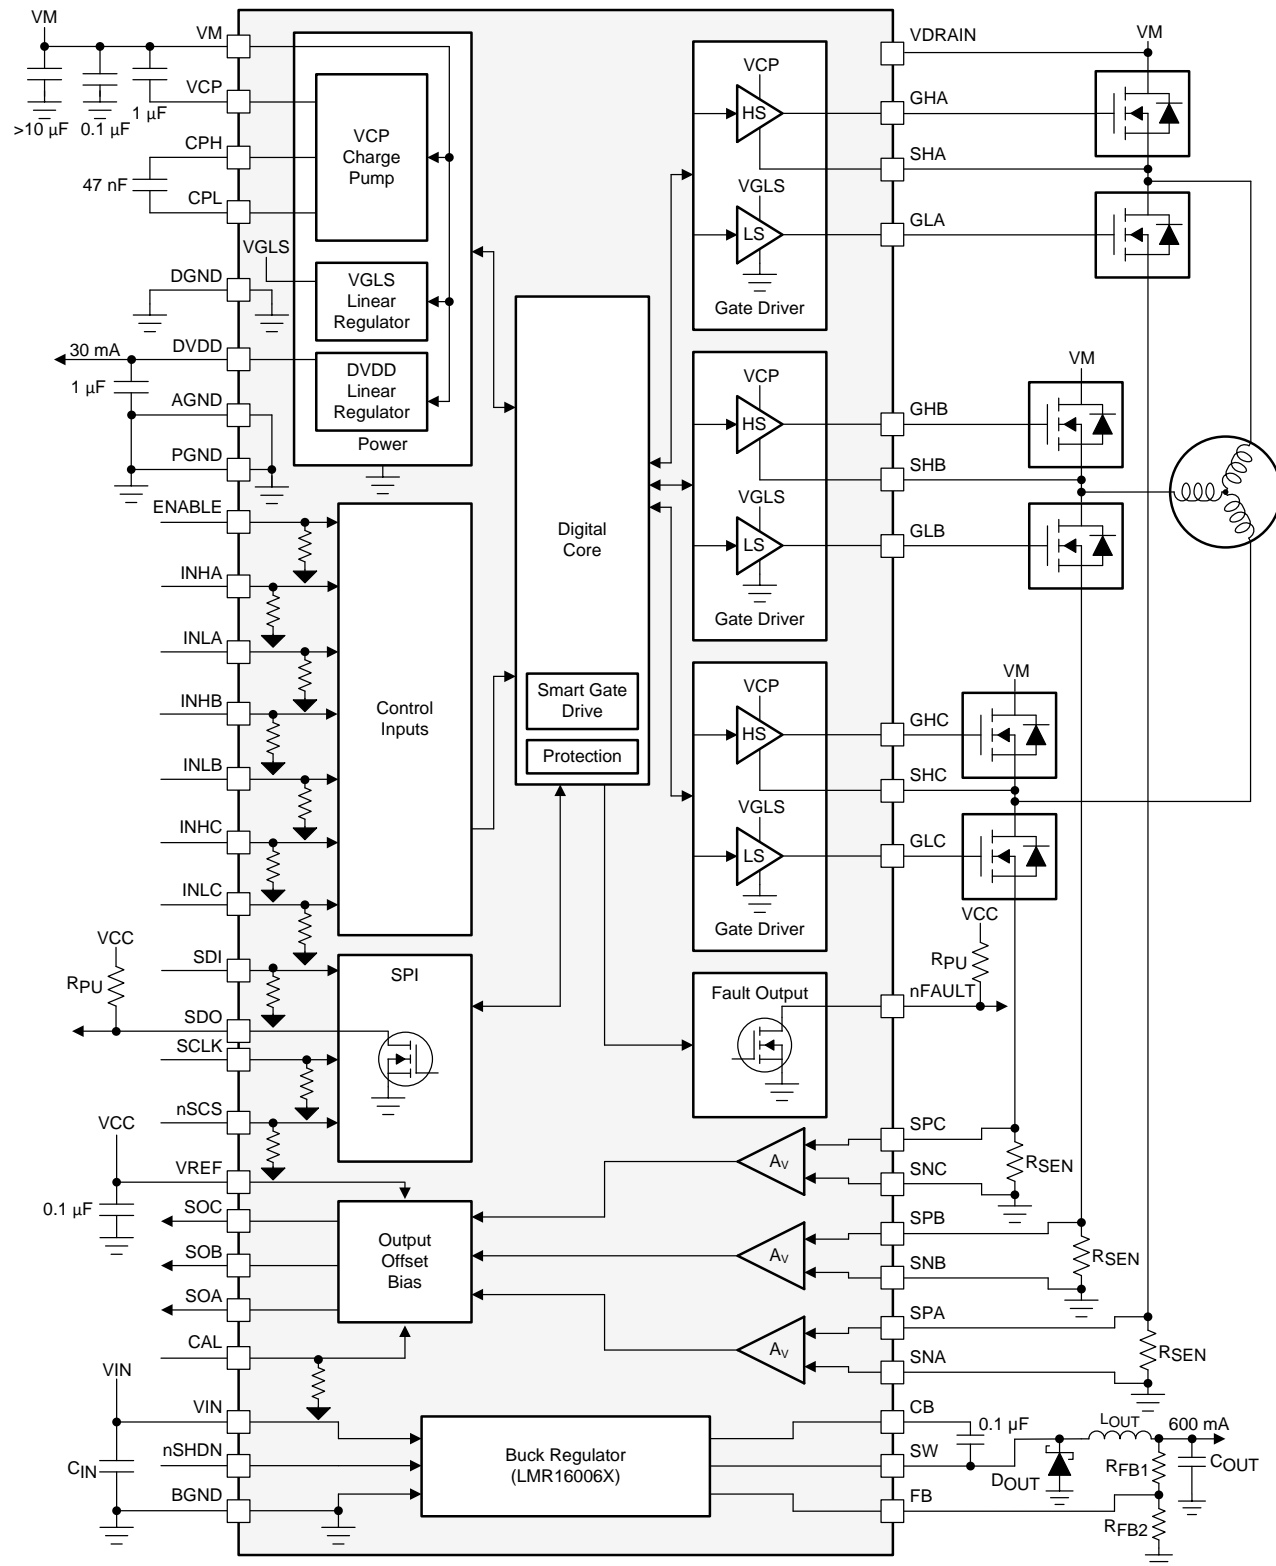 VM
VM
VCP
>10 µF
0.1 µF
1 µF
CPH
47 nF
CPL
VGLS
DGND
30 mA
DVDD
1 µF
AGND
PGND
ENABLE
INHA
INLA
INHB
INLB
INHC
INLC
VCC
RPU
SDI
SDO
SCLK
nSCS
VCC
VREF
0.1 µF
SOC
SOB
SOA
CAL
VIN
VIN
nSHDN
CIN
BGND
VCP
Charge
Pump
VGLS
Linear
Regulator
DVDD
Linear
Regulator
Power
Control
Inputs
SPI
Output
Offset
Bias
Buck Regulator
(LMR16006X)
Digital
Core
Smart Gate
Drive
Protection
VCP
HS
VGLS
LS
Gate Driver
VCP
HS
VGLS
LS
Gate Driver
VCP
HS
VGLS
LS
Gate Driver
Fault Output
AV
AV
AV
VDRAIN
VM
GHA
SHA
GLA
VM
GHB
SHB
GLB
VM
GHC
SHC
GLC
VCC
RPU
nFAULT
SPC
RSEN
SNC
SPB
RSEN
SNB
SPA
RSEN
SNA
CB
0.1 µF
LOUT
600 mA
SW
DOUT
RFB1
COUT
FB
RFB2